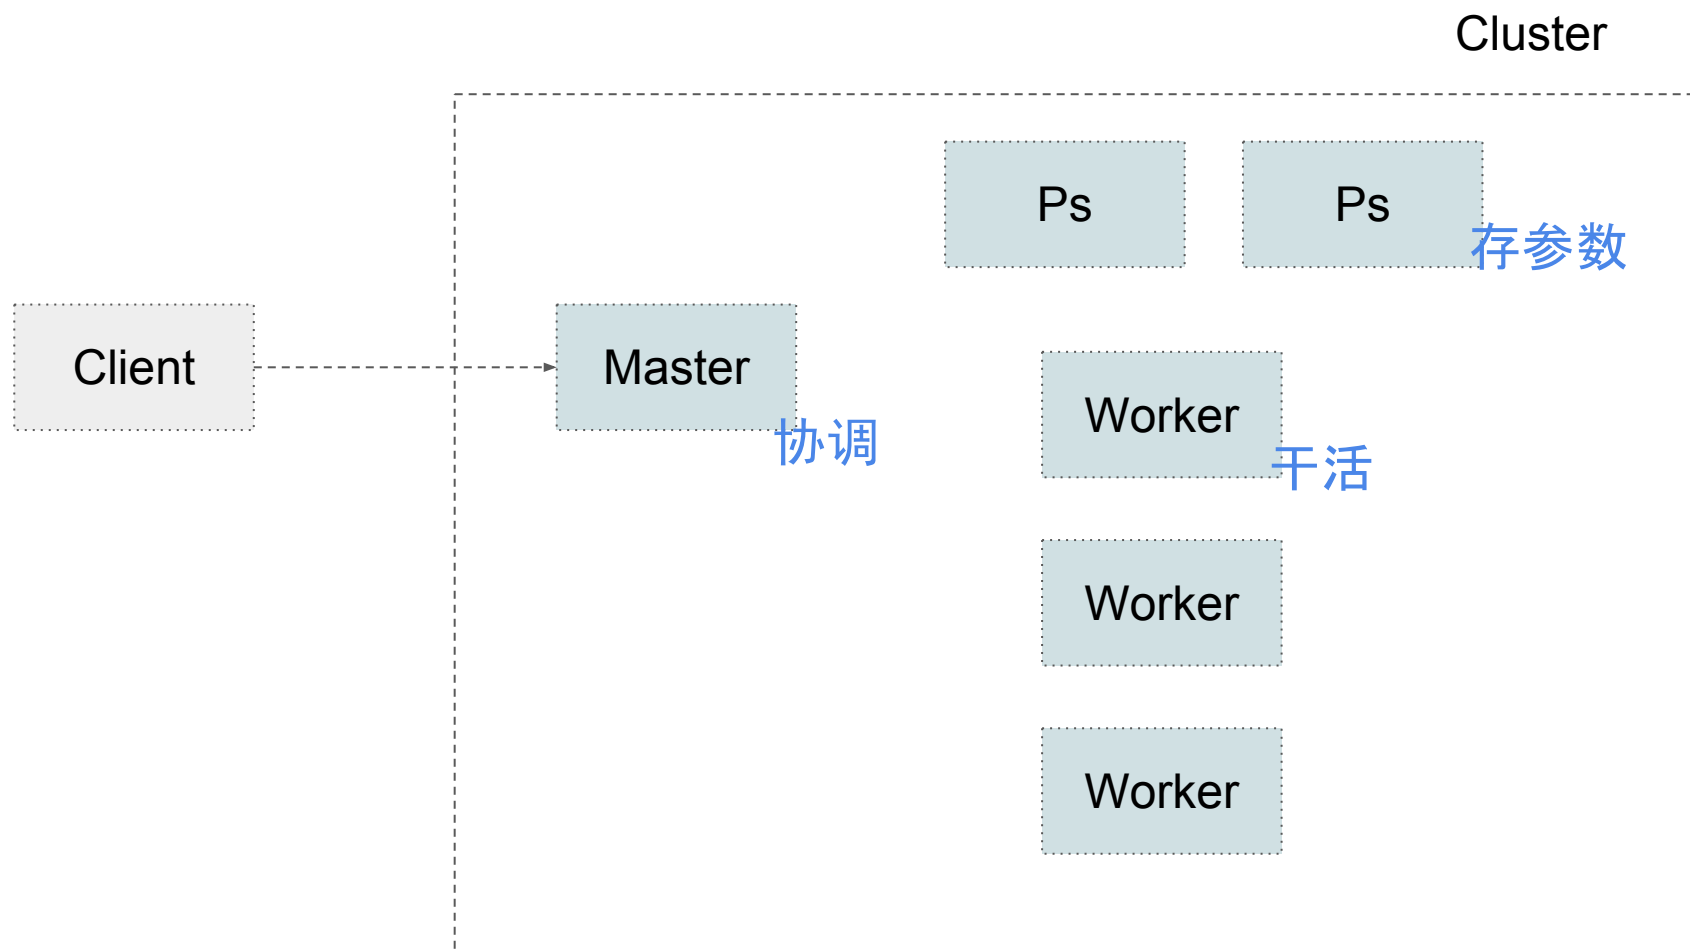 Cluster
Ps
Ps
存参数
Client
Master
协调
Worker
干活
Worker
Worker